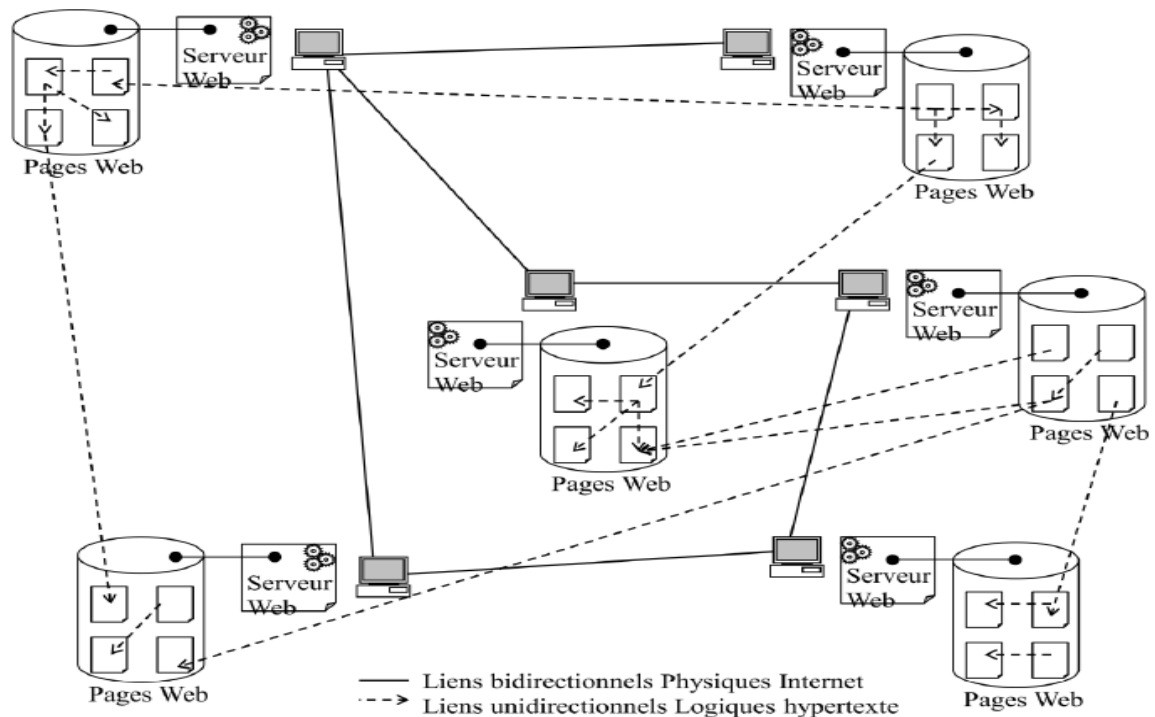 Serveur
Web
Pages Web
Serveur
Web
Pages Web
Serveur
Web
Pages Web
Serveur
Web
Pages Web
Serveur
Web
Pages Web
Serveur
Web
Pages Web
Liens bidirectionnels Physiques Internet
Liens unidirectionnels Logiques hypertexte